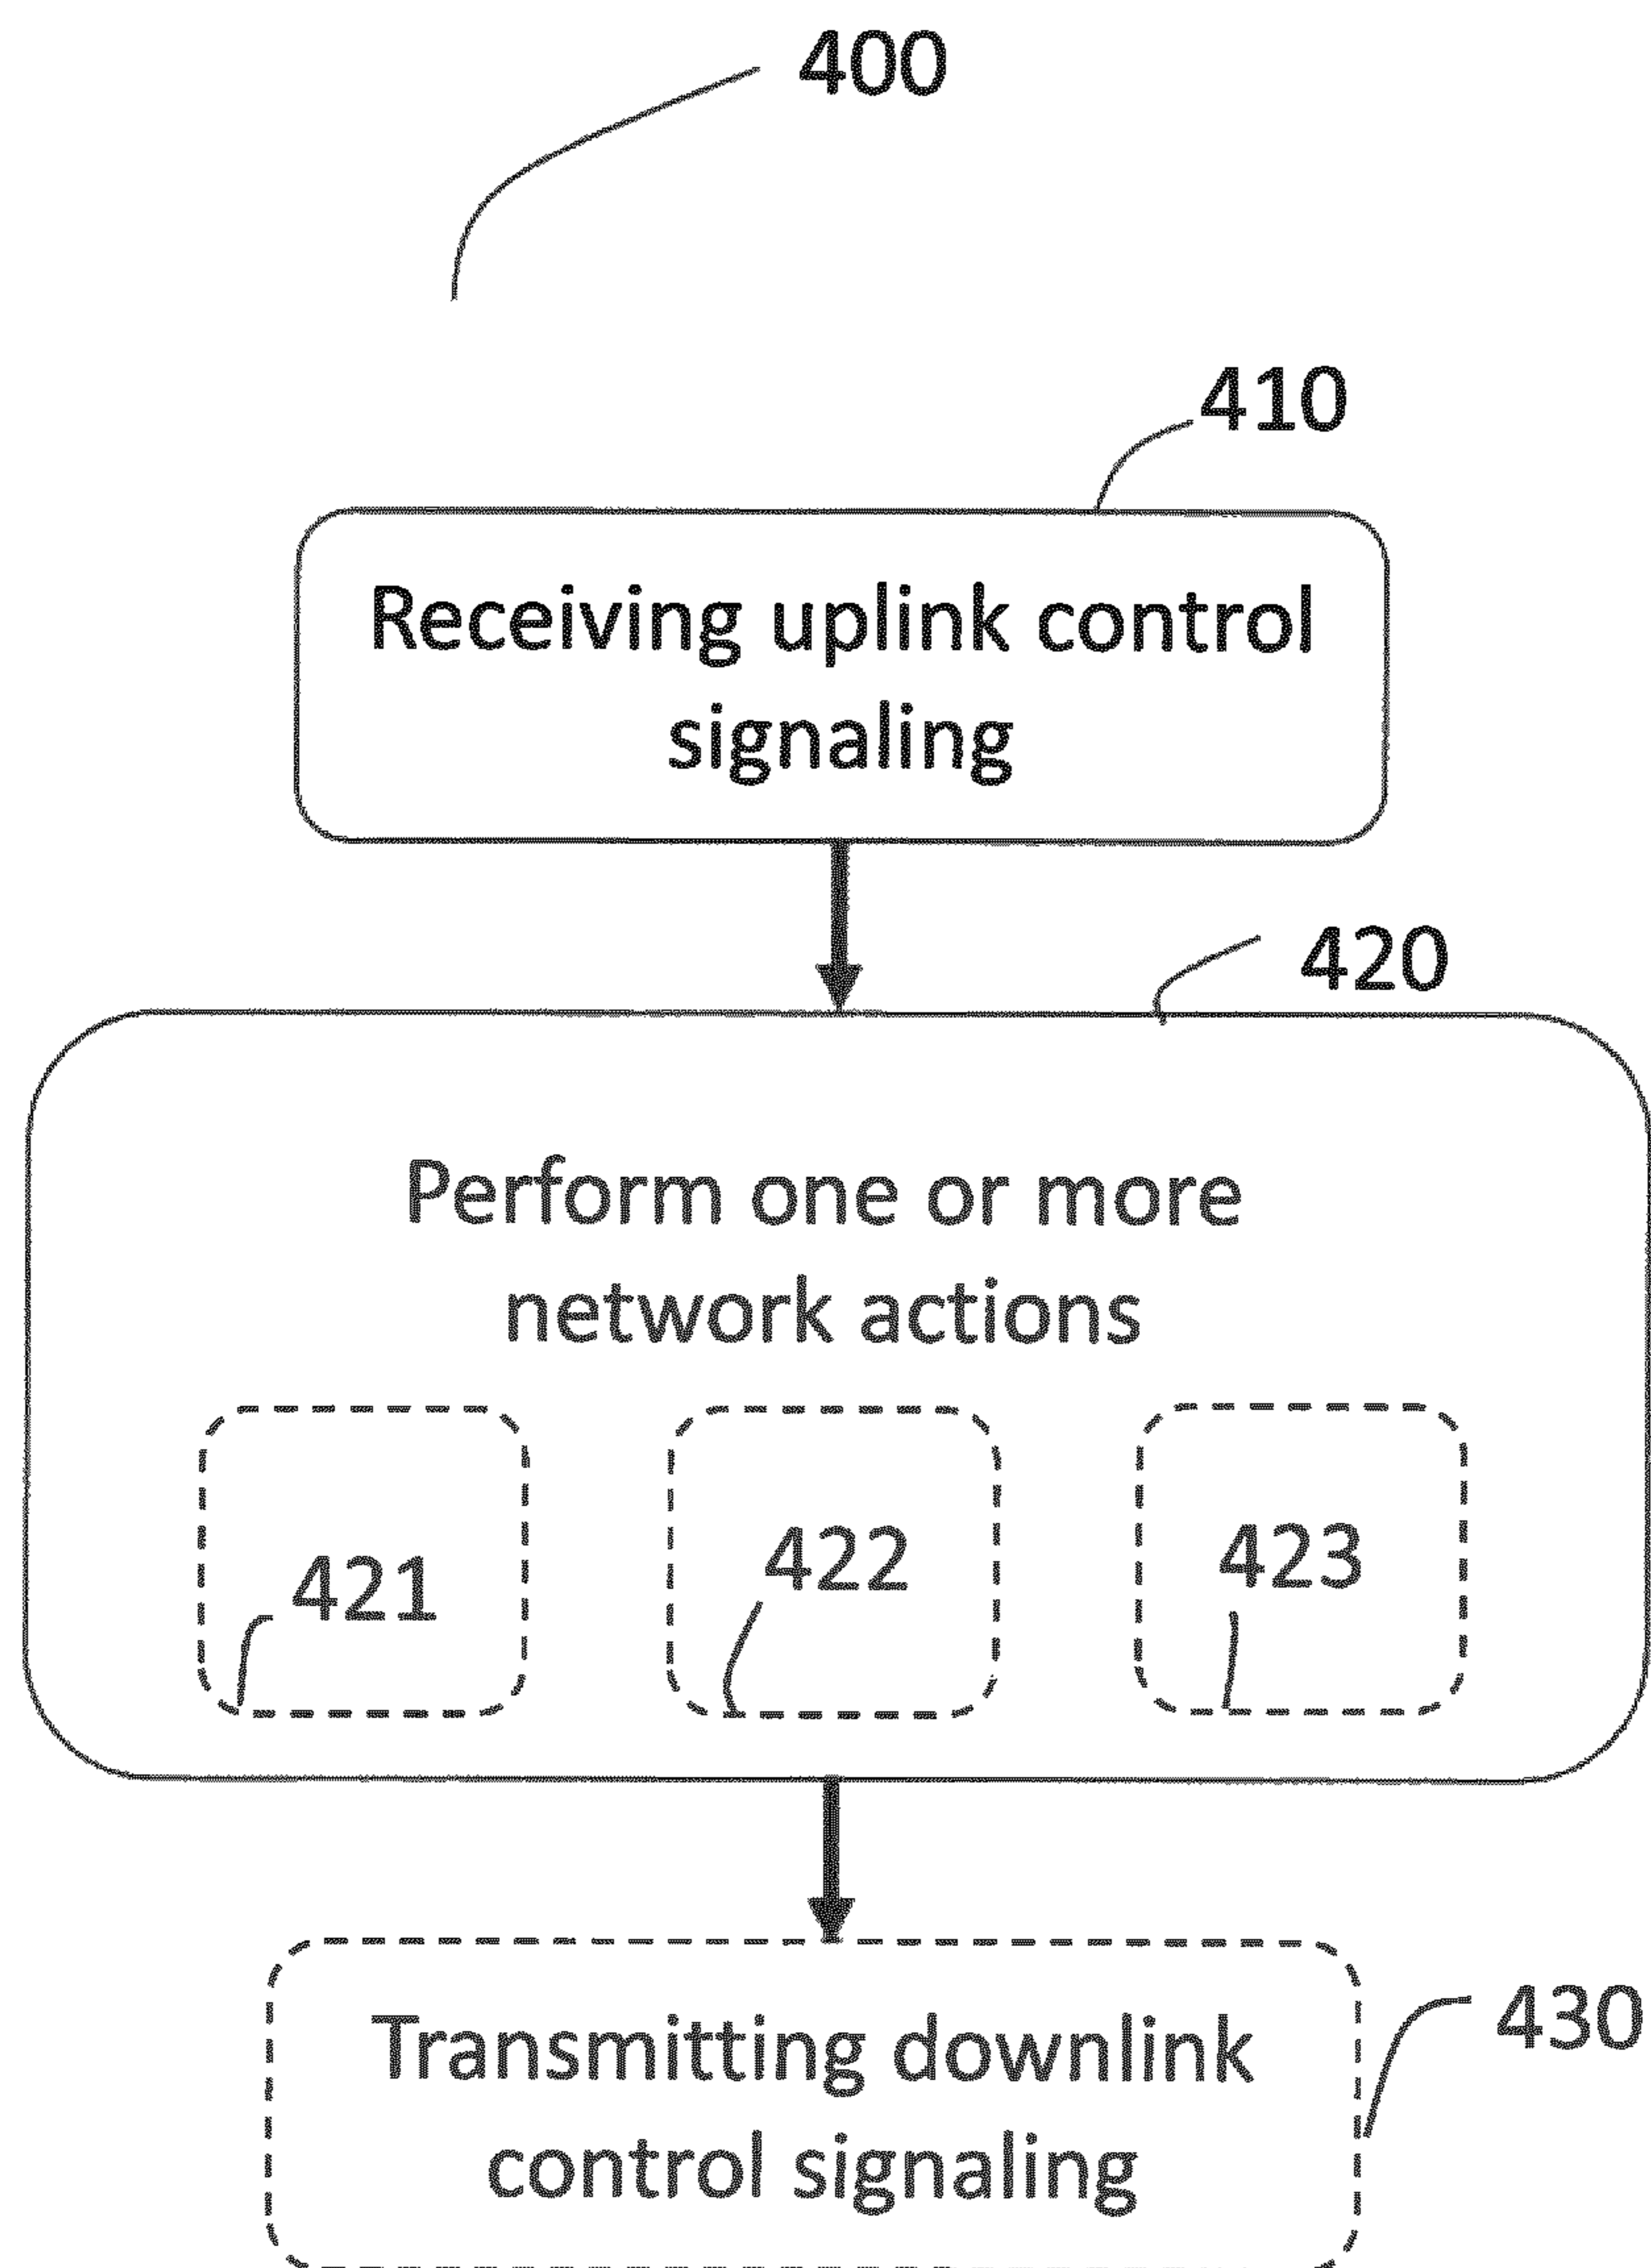 400
410
Receiving uplink control
signaling
420
Perform one or more
network actions
421
422
423
Transmitting downlink
control signaling
430